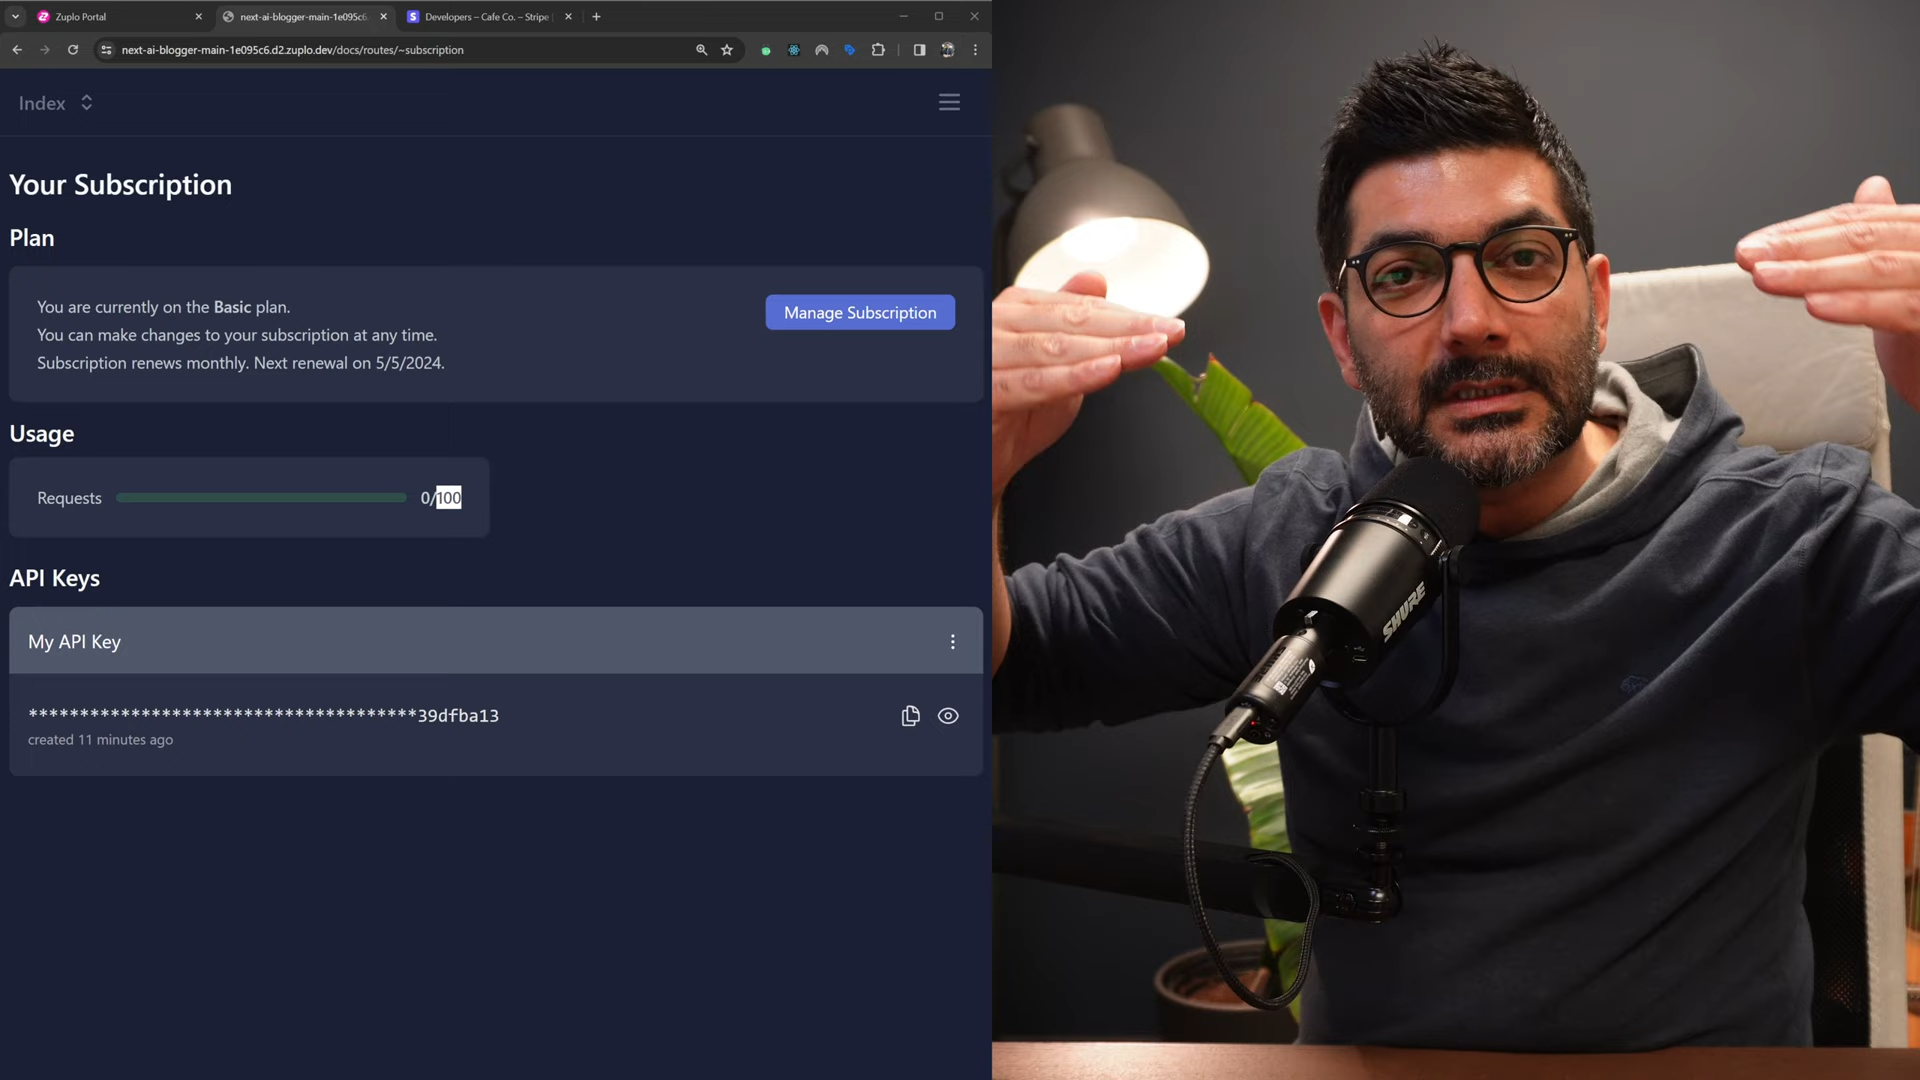 Zuplo Portal
next-ai-blogger-main-1e095c6.
Developers – Cafe Co. – Stripe
next-ai-blogger-main-1e095c6.d2.zuplo.dev/docs/routes/~subscription
Index
Your Subscription
Plan
You are currently on the Basic plan.
You can make changes to your subscription at any time.
Subscription renews monthly. Next renewal on 5/5/2024.
Manage Subscription
Usage
Requests 0/100
API Keys
My API Key
**************************************39dfba13
created 11 minutes ago
SHURE